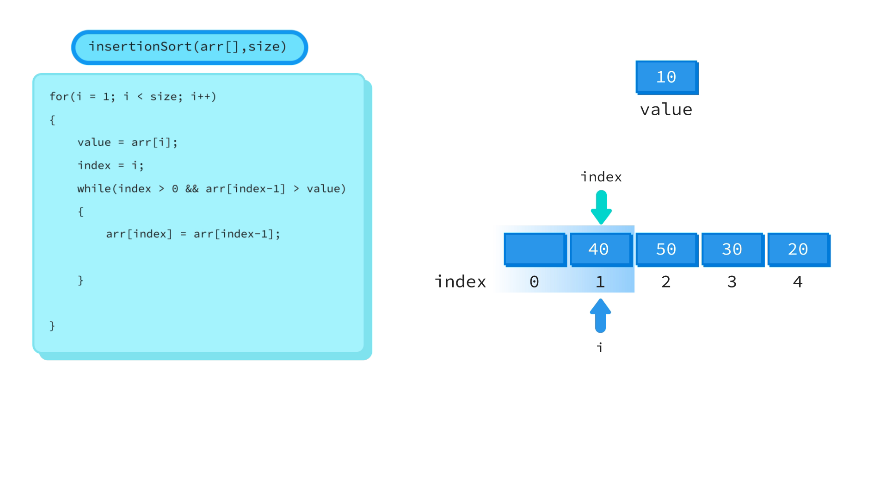 insertionSort(arr[],size)
for(i = 1; i < size; i++)
{
value = arr[i];
index = i;
while(index > 0 && arr[index-1] > value)
{
arr[index] = arr[index-1];
}
}
10
value
index
40 50 30 20
index 0 1 2 3 4
i